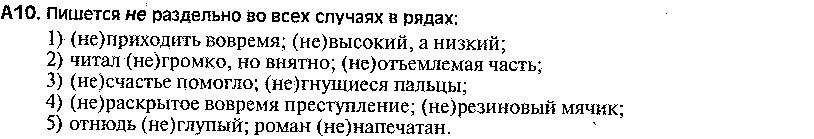 А10. Пишется не раздельно во всех случаях в рядах:
1) (не)приходить вовремя; (не)высокий, а низкий;
2) читал (не)громко, но внятно; (не)отъемлемая часть;
3) (не)счастье помогло; (не)гнущиеся пальцы;
4) (не)раскрытое вовремя преступление; (не)резиновый мячик;
5) отнюдь (не)глупый; роман (не)напечатан.